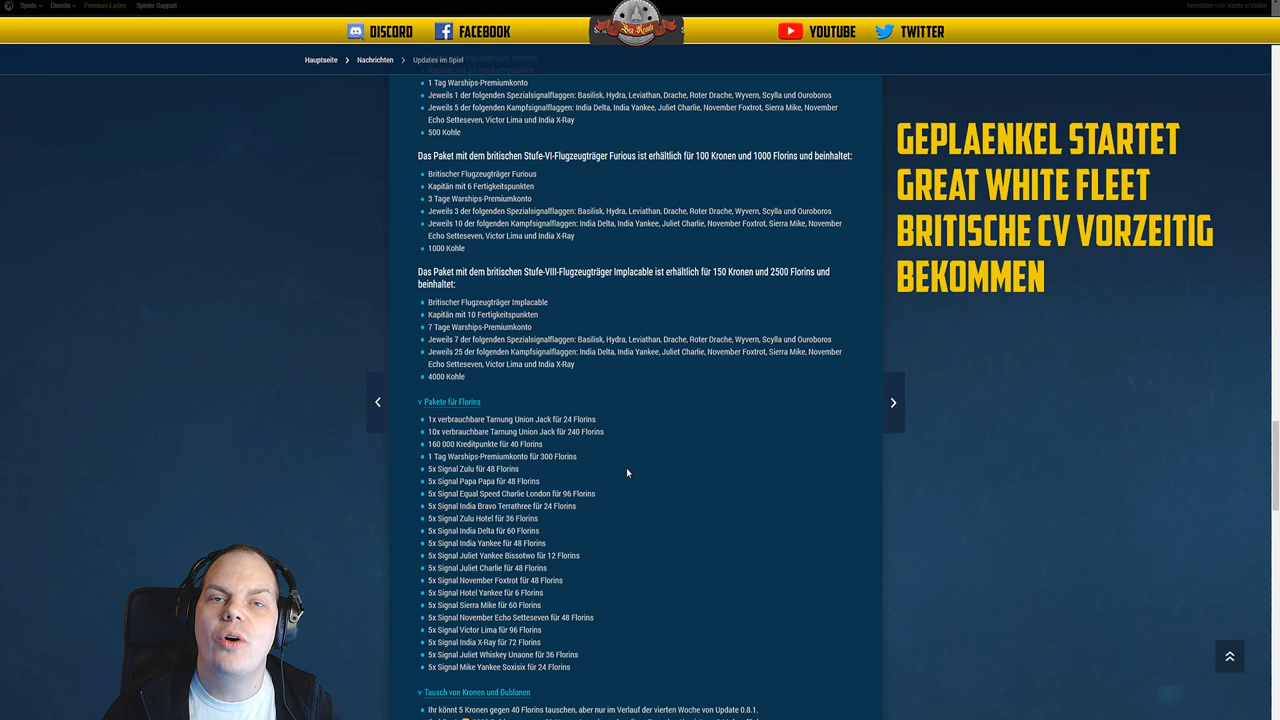 Spiele Dienste Premium-Laden Spieler Support Anmelden oder Konto erstellen
DISCORD FACEBOOK YOUTUBE TWITTER
Hauptseite Nachrichten Updates im Spiel
1 Tag Warships-Premiumkonto
Jeweils 1 der folgenden Spezialsignalflaggen: Basilisk, Hydra, Leviathan, Drache, Roter Drache, Wyvern, Scylla und Ouroboros
Jeweils 5 der folgenden Kampfsignalflaggen: India Delta, India Yankee, Juliet Charlie, November Foxtrot, Sierra Mike, November
Echo Setteseven, Victor Lima und India X-Ray
500 Kohle
Das Paket mit dem britischen Stufe-VI-Flugzeugträger Furious ist erhältlich für 100 Kronen und 1000 Florins und beinhaltet:
Britischer Flugzeugträger Furious
Kapitän mit 6 Fertigkeitspunkten
3 Tage Warships-Premiumkonto
Jeweils 3 der folgenden Spezialsignalflaggen: Basilisk, Hydra, Leviathan, Drache, Roter Drache, Wyvern, Scylla und Ouroboros
Jeweils 10 der folgenden Kampfsignalflaggen: India Delta, India Yankee, Juliet Charlie, November Foxtrot, Sierra Mike, November
Echo Setteseven, Victor Lima und India X-Ray
1000 Kohle
Das Paket mit dem britischen Stufe-VIII-Flugzeugträger Implacable ist erhältlich für 150 Kronen und 2500 Florins und
beinhaltet:
Britischer Flugzeugträger Implacable
Kapitän mit 10 Fertigkeitspunkten
7 Tage Warships-Premiumkonto
Jeweils 7 der folgenden Spezialsignalflaggen: Basilisk, Hydra, Leviathan, Drache, Roter Drache, Wyvern, Scylla und Ouroboros
Jeweils 25 der folgenden Kampfsignalflaggen: India Delta, India Yankee, Juliet Charlie, November Foxtrot, Sierra Mike, November
Echo Setteseven, Victor Lima und India X-Ray
4000 Kohle
Pakete für Florins
1x verbrauchbare Tarnung Union Jack für 24 Florins
10x verbrauchbare Tarnung Union Jack für 240 Florins
160 000 Kreditpunkte für 40 Florins
1 Tag Warships-Premiumkonto für 300 Florins
5x Signal Zulu für 48 Florins
5x Signal Papa Papa für 48 Florins
5x Signal Equal Speed Charlie London für 96 Florins
5x Signal India Bravo Terrathree für 24 Florins
5x Signal Zulu Hotel für 36 Florins
5x Signal India Delta für 60 Florins
5x Signal India Yankee für 48 Florins
5x Signal Juliet Yankee Bissotwo für 12 Florins
5x Signal Juliet Charlie für 48 Florins
5x Signal November Foxtrot für 48 Florins
5x Signal Hotel Yankee für 6 Florins
5x Signal Sierra Mike für 60 Florins
5x Signal November Echo Setteseven für 48 Florins
5x Signal Victor Lima für 96 Florins
5x Signal India X-Ray für 72 Florins
5x Signal Juliet Whiskey Unaone für 36 Florins
5x Signal Mike Yankee Soxisix für 24 Florins
Tausch von Kronen und Dublonen
Ihr könnt 5 Kronen gegen 40 Florins tauschen, aber nur im Verlauf der vierten Woche von Update 0.8.1.
GEPLAENKEL STARTET
GREAT WHITE FLEET
BRITISCHE CV VORZEITIG
BEKOMMEN